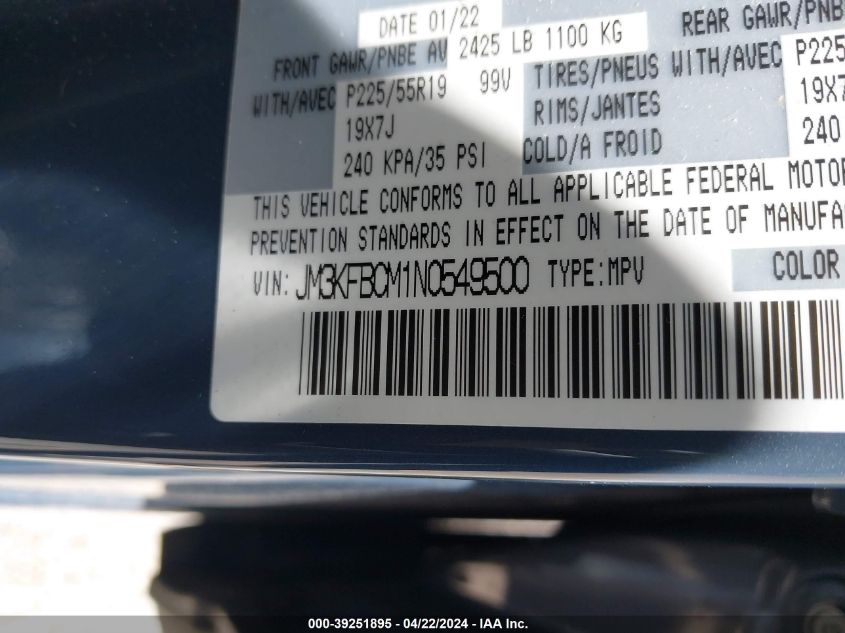 DATE 01/22
FRONT GAWR/PNBE AV 2425 LB 1100 KG REAR GAWR/PNBE
WITH/AVEC P225/55R19 99V TIRES/PNEUS WITH/AVEC P225
19X7J RIMS/JANTES 19X7
240 KPA/35 PSI COLD/A FROID 240
THIS VEHICLE CONFORMS TO ALL APPLICABLE FEDERAL MOTOR
PREVENTION STANDARDS IN EFFECT ON THE DATE OF MANUFA
VIN: JM3KFBCM1N0549500 TYPE:MPV COLOR
000-39251895 - 04/22/2024 - IAA Inc.